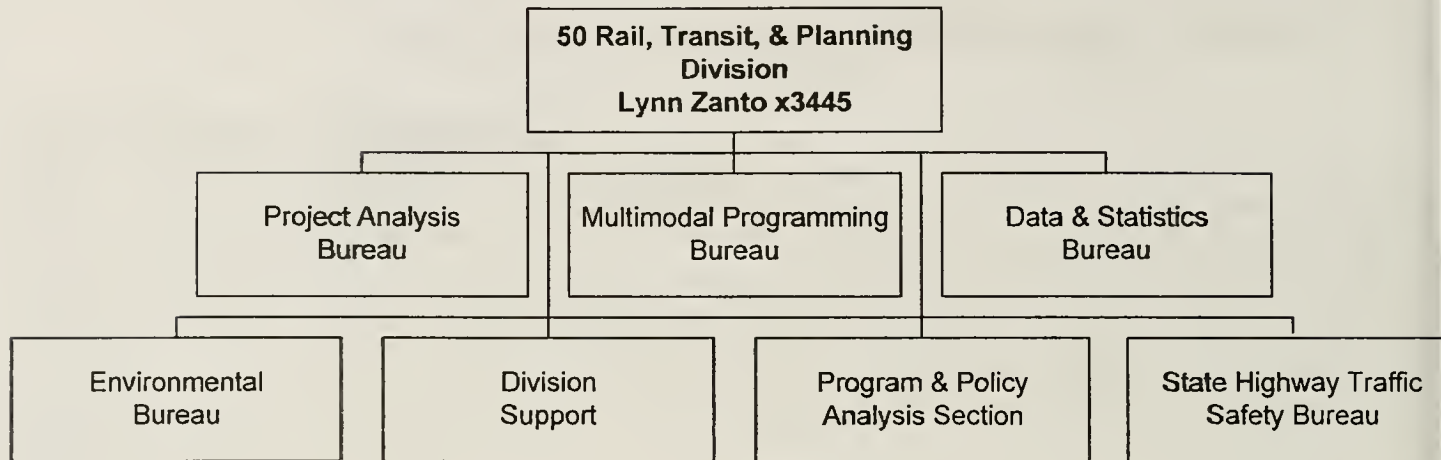 50 Rail, Transit, & Planning
Division
Lynn Zanto x3445
Project Analysis
Bureau
Multimodal Programming
Bureau
Data & Statistics
Bureau
Environmental
Bureau
Division
Support
Program & Policy
Analysis Section
State Highway Traffic
Safety Bureau